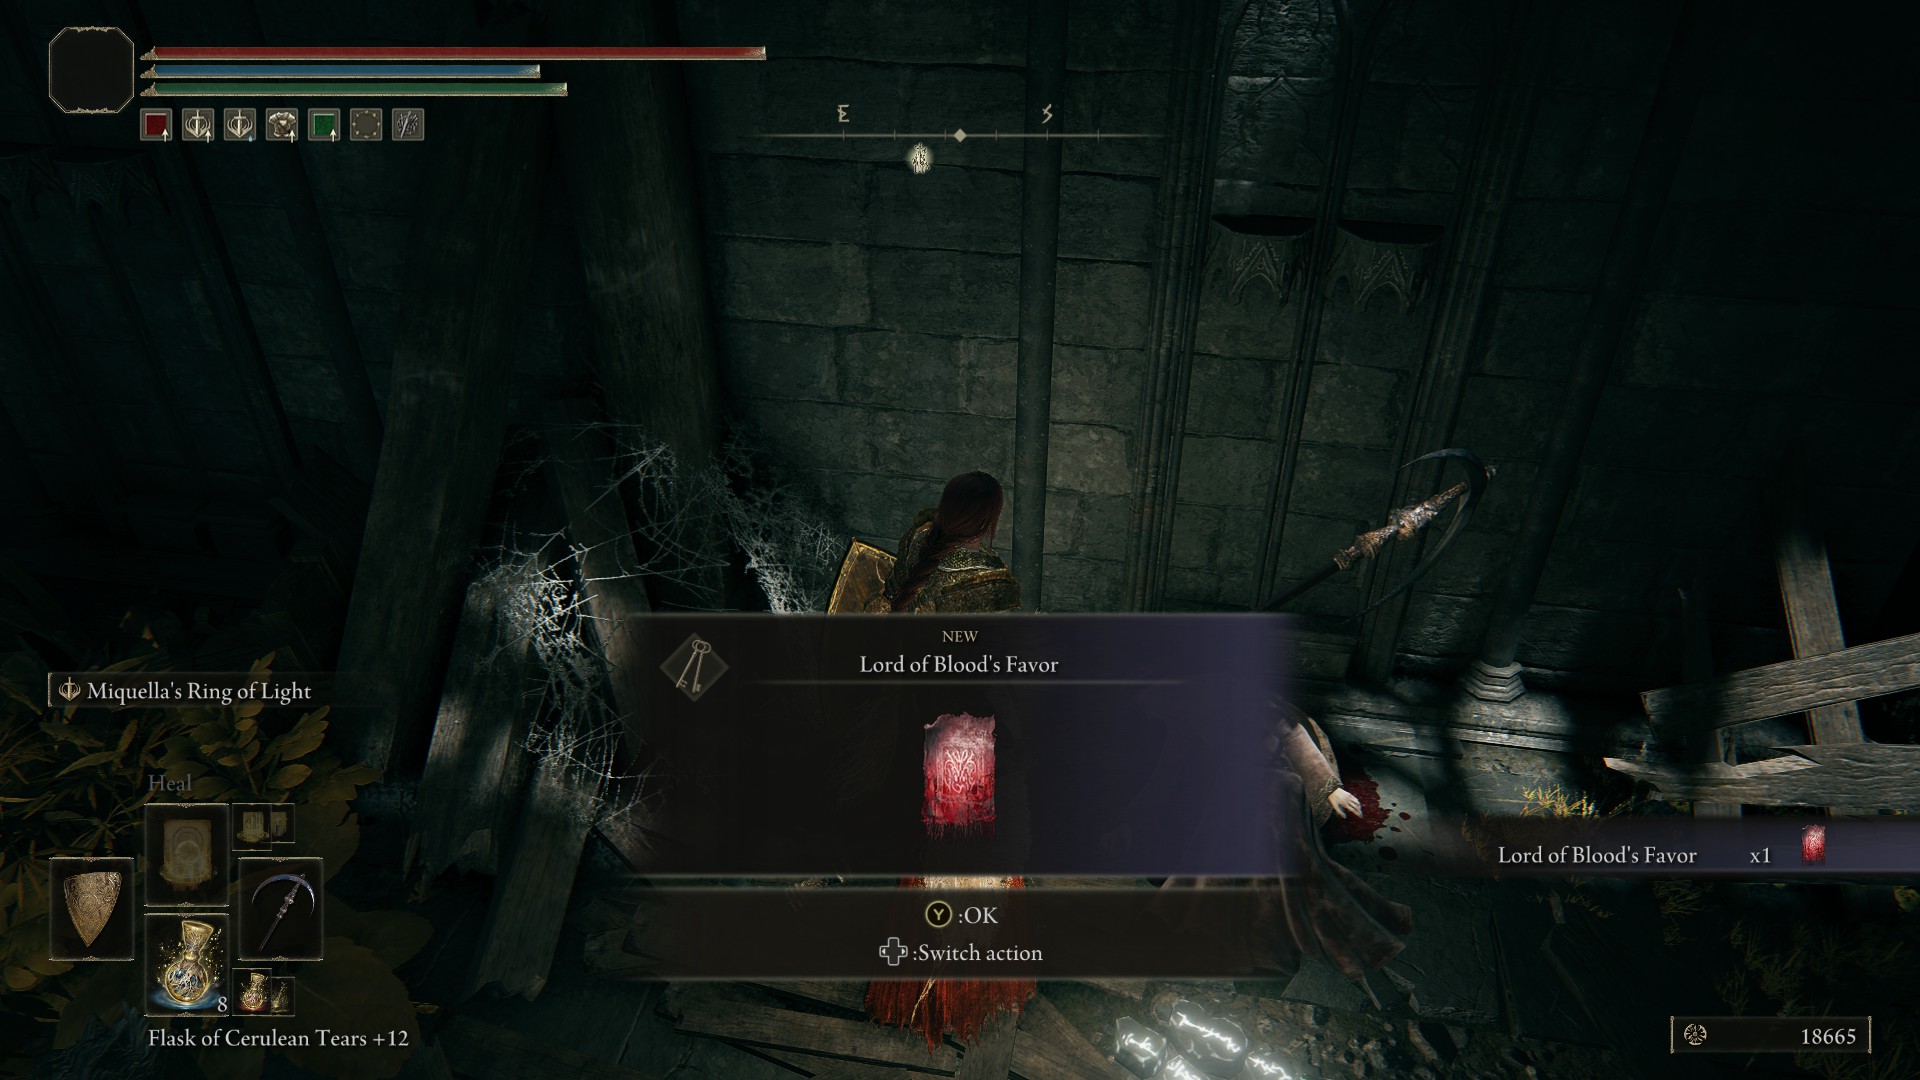 E
S
NEW
Lord of Blood's Favor
Miquella's Ring of Light
Heal
8
Flask of Cerulean Tears +12
Lord of Blood's Favor x1
Y :OK
:Switch action
18665